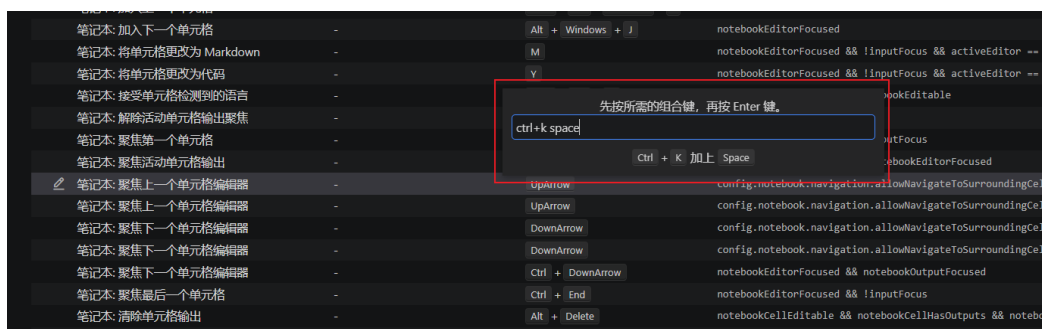 笔记本: 加入下一个单元格 - Alt + Windows + J notebookEditorFocused
笔记本: 将单元格更改为 Markdown - M notebookEditorFocused && !inputFocus && activeEditor ==
笔记本: 将单元格更改为代码 - Y notebookEditorFocused && !inputFocus && activeEditor ==
笔记本: 接受单元格检测到的语言 -
先按所需的组合键，再按 Enter 键。
笔记本: 解除活动单元格输出聚焦 -
ctrl+k space
笔记本: 聚焦第一个单元格 -
笔记本: 聚焦活动单元格输出 -
Ctrl + K 加上 Space
笔记本: 聚焦上一个单元格编辑器 - UpArrow config.notebook.navigation.allowNavigateToSurroundingCel
笔记本: 聚焦上一个单元格编辑器 - UpArrow config.notebook.navigation.allowNavigateToSurroundingCel
笔记本: 聚焦下一个单元格编辑器 - DownArrow config.notebook.navigation.allowNavigateToSurroundingCel
笔记本: 聚焦下一个单元格编辑器 - DownArrow config.notebook.navigation.allowNavigateToSurroundingCel
笔记本: 聚焦下一个单元格编辑器 - Ctrl + DownArrow notebookEditorFocused && notebookOutputFocused
笔记本: 聚焦最后一个单元格 - Ctrl + End notebookEditorFocused && !inputFocus
笔记本: 清除单元格输出 - Alt + Delete notebookCellEditable && notebookCellHasOutputs &&